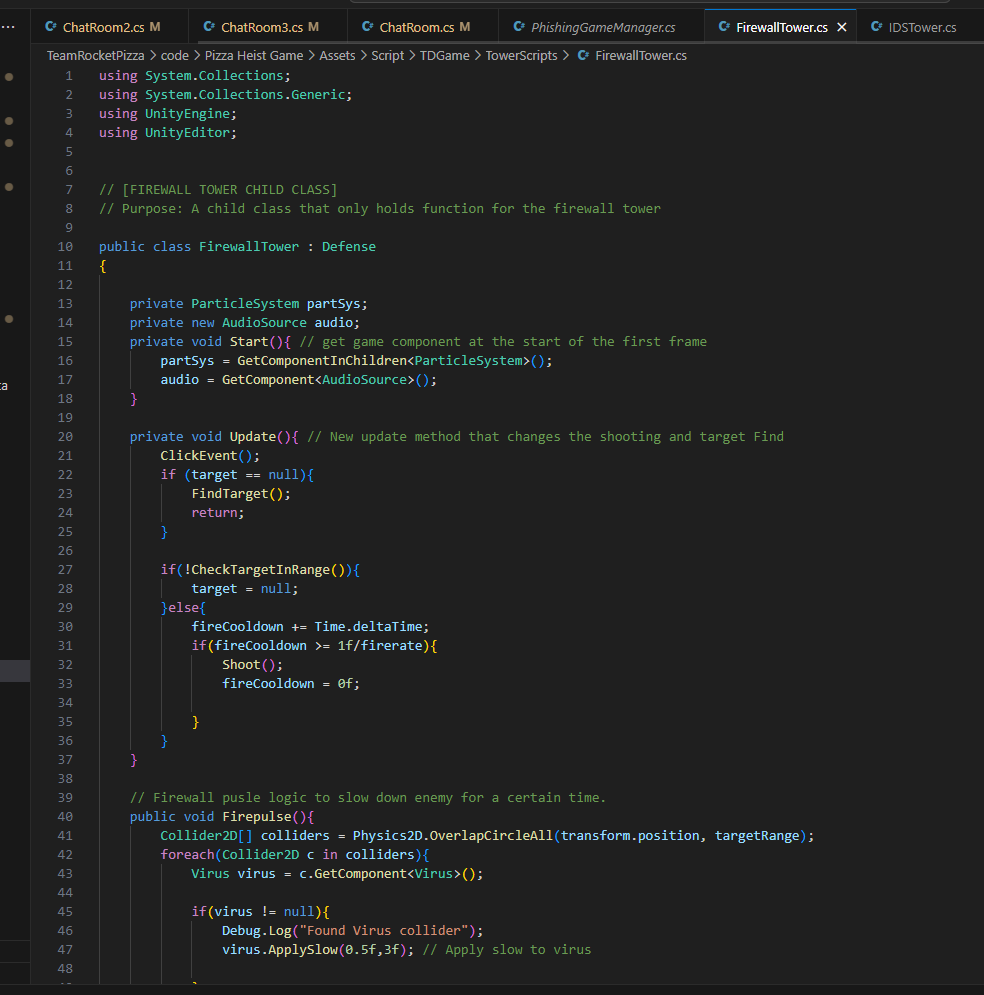 ChatRoom2.cs M ChatRoom3.cs M ChatRoom.cs M PhishingGameManager.cs FirewallTower.cs IDSTower.cs
TeamRocketPizza > code > Pizza Heist Game > Assets > Script > TDGame > TowerScripts > FirewallTower.cs
1 using System.Collections;
2 using System.Collections.Generic;
3 using UnityEngine;
4 using UnityEditor;
5
6
7 // [FIREWALL TOWER CHILD CLASS]
8 // Purpose: A child class that only holds function for the firewall tower
9
10 public class FirewallTower : Defense
11 {
12
13 private ParticleSystem partSys;
14 private new AudioSource audio;
15 private void Start(){ // get game component at the start of the first frame
16 partSys = GetComponentInChildren<ParticleSystem>();
17 audio = GetComponent<AudioSource>();
18 }
19
20 private void Update(){ // New update method that changes the shooting and target Find
21 ClickEvent();
22 if (target == null){
23 FindTarget();
24 return;
25 }
26
27 if(!CheckTargetInRange()){
28 target = null;
29 }else{
30 fireCooldown += Time.deltaTime;
31 if(fireCooldown >= 1f/firerate){
32 Shoot();
33 fireCooldown = 0f;
34
35 }
36 }
37 }
38
39 // Firewall pusle logic to slow down enemy for a certain time.
40 public void Firepulse(){
41 Collider2D[] colliders = Physics2D.OverlapCircleAll(transform.position, targetRange);
42 foreach(Collider2D c in colliders){
43 Virus virus = c.GetComponent<Virus>();
44
45 if(virus != null){
46 Debug.Log("Found Virus collider");
47 virus.ApplySlow(0.5f,3f); // Apply slow to virus
48